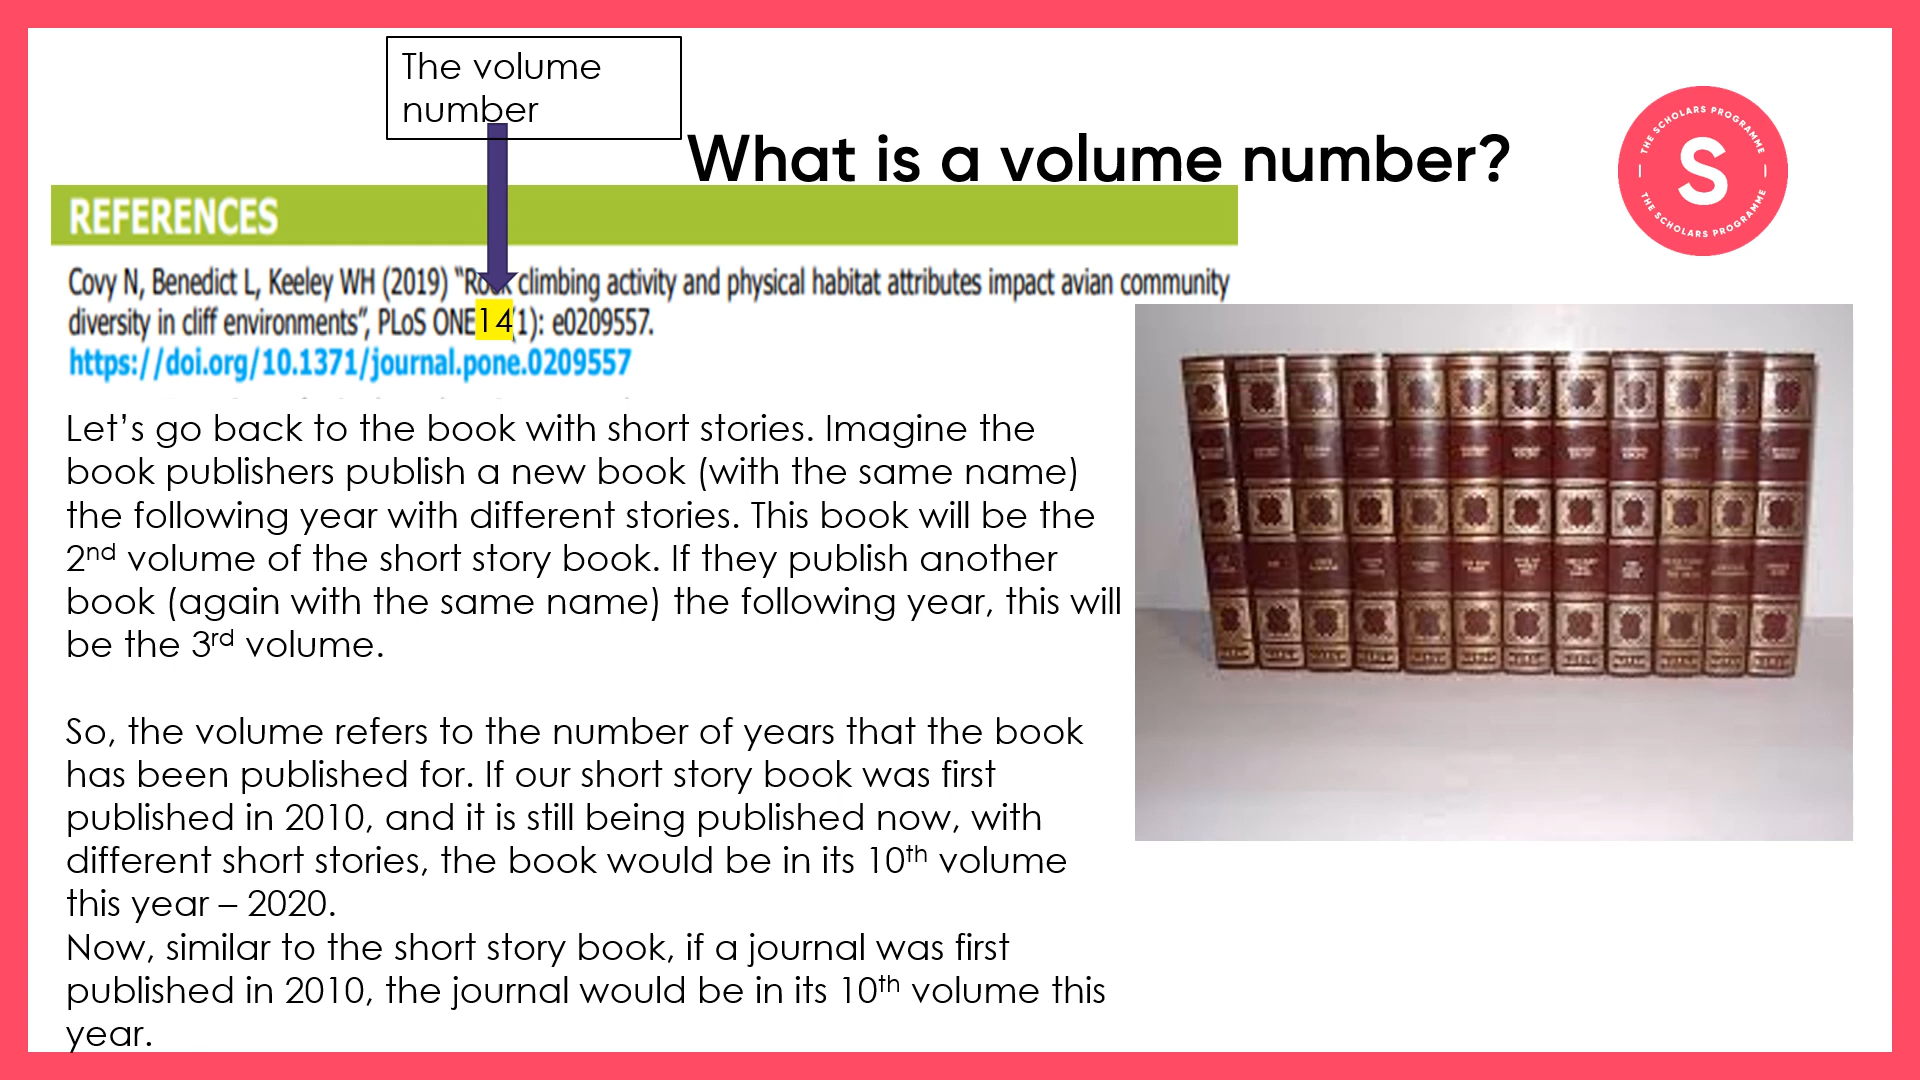 The volume
number
What is a volume number?
THE SCHOLARS PROGRAMME
S
THE SCHOLARS PROGRAMME
REFERENCES
Covy N, Benedict L, Keeley WH (2019) “Rock climbing activity and physical habitat attributes impact avian community
diversity in cliff environments”, PLoS ONE 14(1): e0209557.
https://doi.org/10.1371/journal.pone.0209557
Let’s go back to the book with short stories. Imagine the
book publishers publish a new book (with the same name)
the following year with different stories. This book will be the
2nd volume of the short story book. If they publish another
book (again with the same name) the following year, this will
be the 3rd volume.
So, the volume refers to the number of years that the book
has been published for. If our short story book was first
published in 2010, and it is still being published now, with
different short stories, the book would be in its 10th volume
this year – 2020.
Now, similar to the short story book, if a journal was first
published in 2010, the journal would be in its 10th volume this
year.